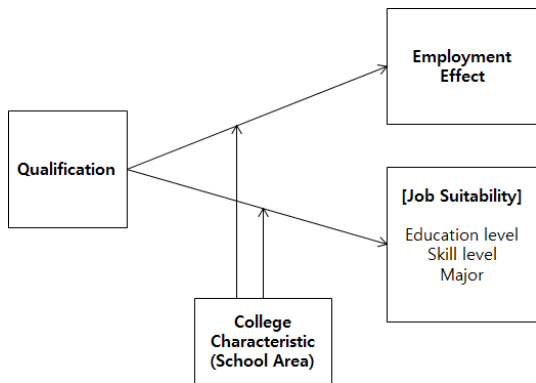 Employment
Effect
Qualification
[Job Suitability]
Education level
Skill level
Major
College
Characteristic
(School Area)